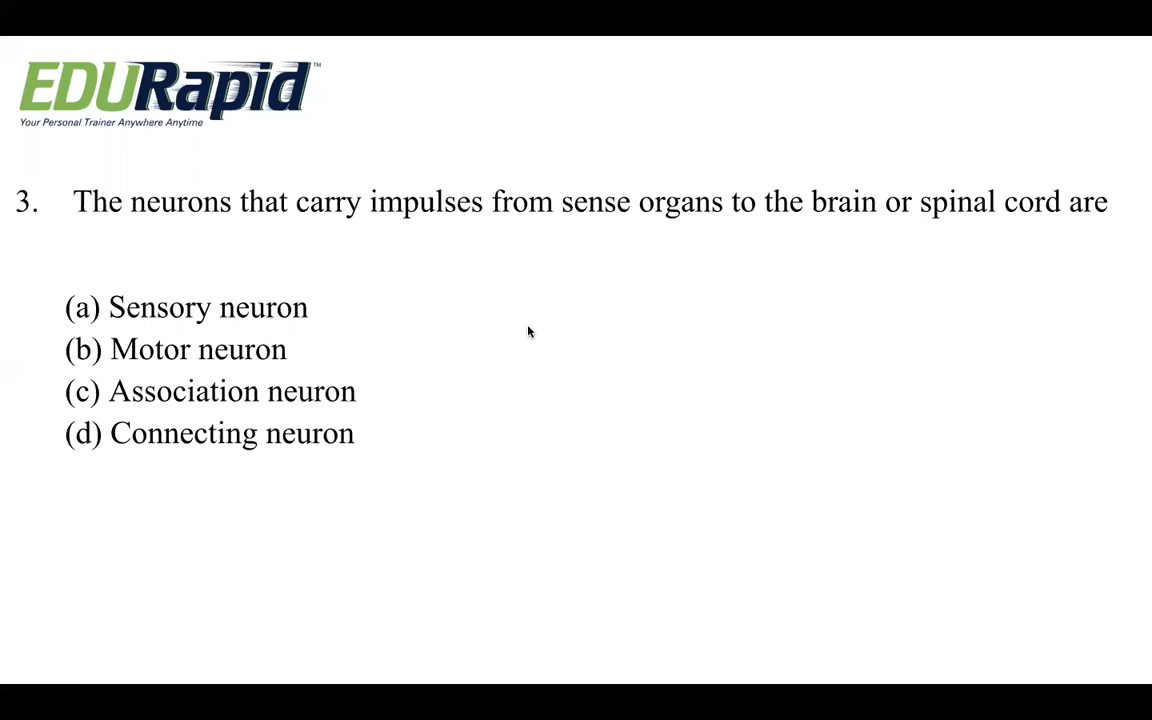 EDURapid™
Your Personal Trainer Anywhere Anytime
3. The neurons that carry impulses from sense organs to the brain or spinal cord are
(a) Sensory neuron
(b) Motor neuron
(c) Association neuron
(d) Connecting neuron